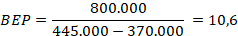 BEP = 800.000 / 445.000 − 370.000 = 10,6